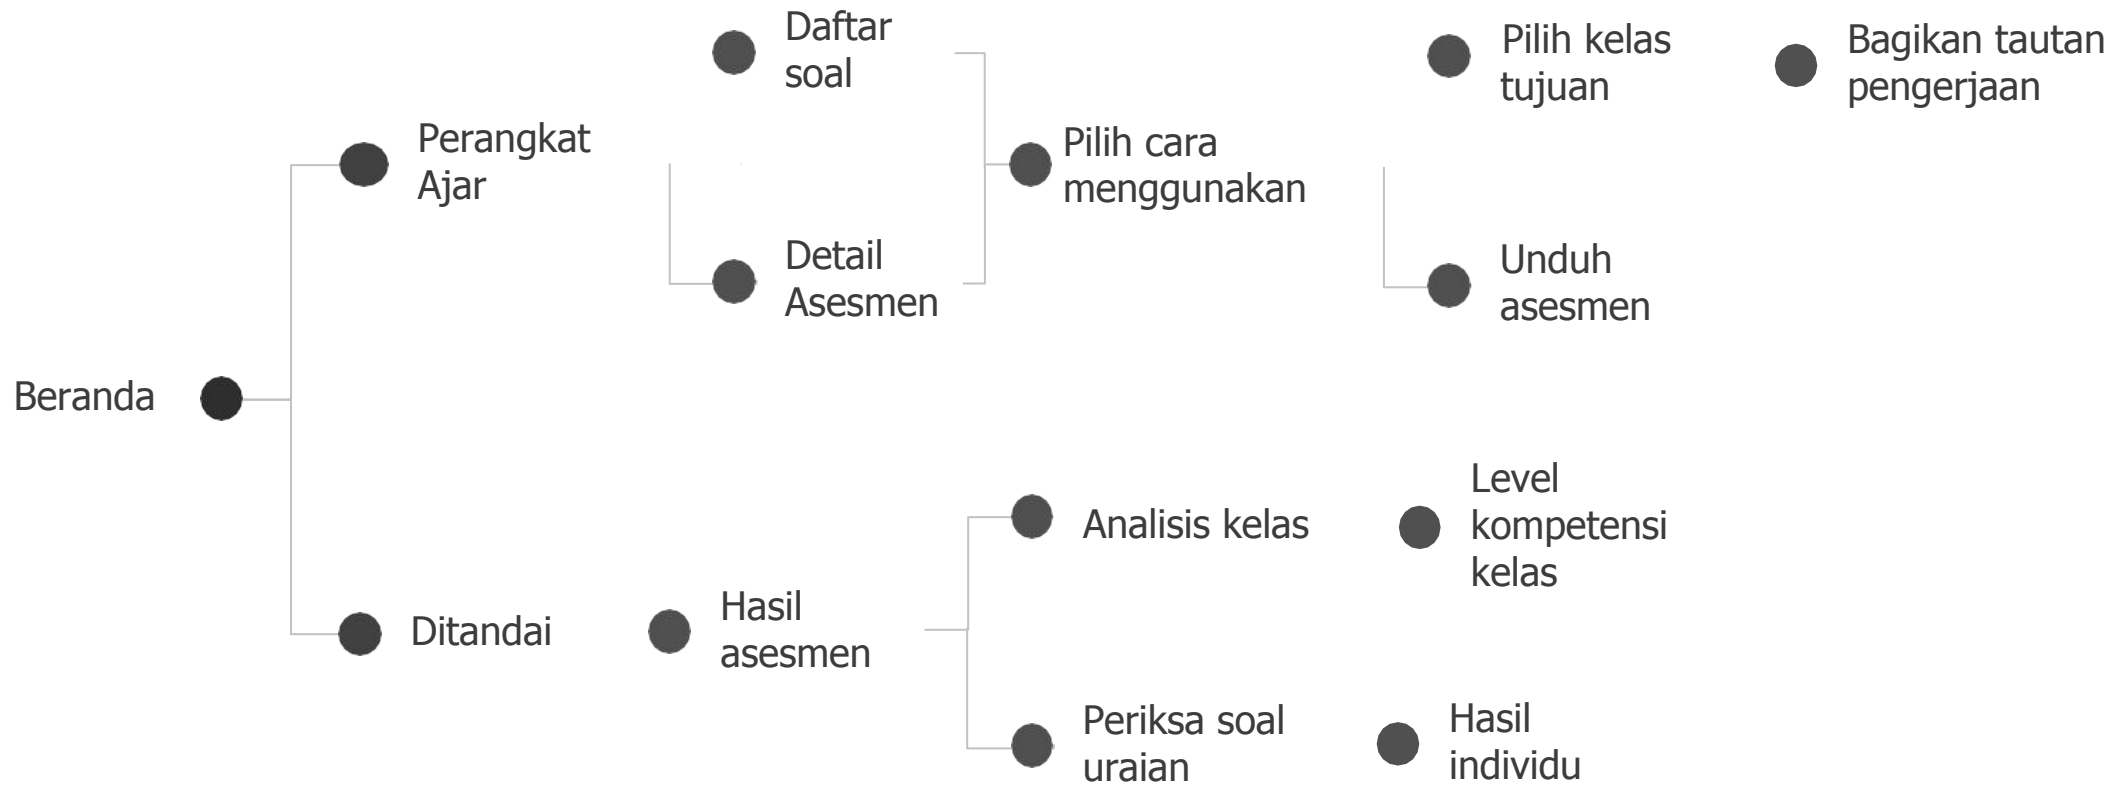 Daftar
soal
Pilih kelas
tujuan
Bagikan tautan
pengerjaan
Perangkat
Ajar
Pilih cara
menggunakan
Detail
Asesmen
Unduh
asesmen
Beranda
Level
kompetensi
kelas
Analisis kelas
Ditandai
Hasil
asesmen
Periksa soal
uraian
Hasil
individu